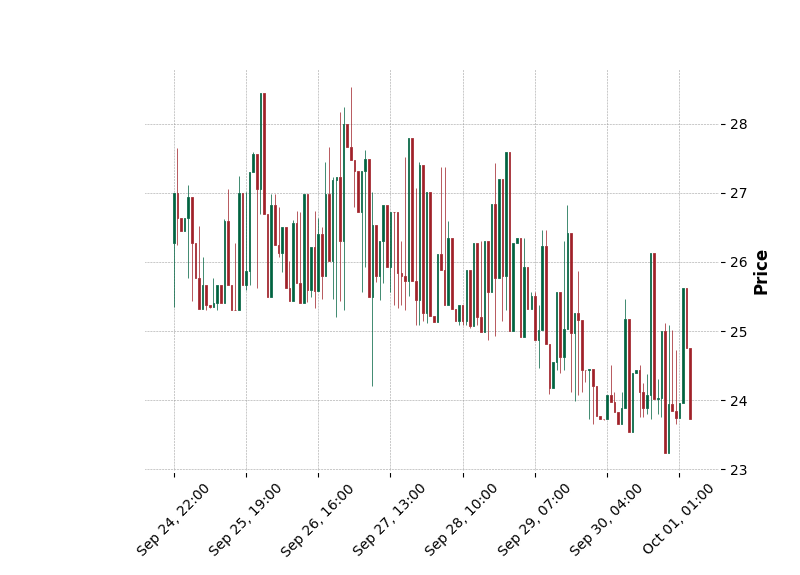 28
27
26
25
24
23
Price
Sep 24, 22:00
Sep 25, 19:00
Sep 26, 16:00
Sep 27, 13:00
Sep 28, 10:00
Sep 29, 07:00
Sep 30, 04:00
Oct 01, 01:00